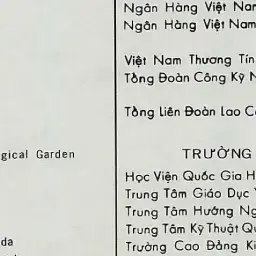 Ngân Hàng Việt Nam
Ngân Hàng Việt Nam
Việt Nam Thương Tín
Tổng Đoàn Công Kỹ N
Tổng Liên Đoàn Lao C
gical Garden
TRƯỜNG
Học Viện Quốc Gia H
Trung Tâm Giáo Dục
Trung Tâm Hướng Ng
Trung Tâm Kỹ Thuật Qu
da
Trường Cao Đẳng Ki